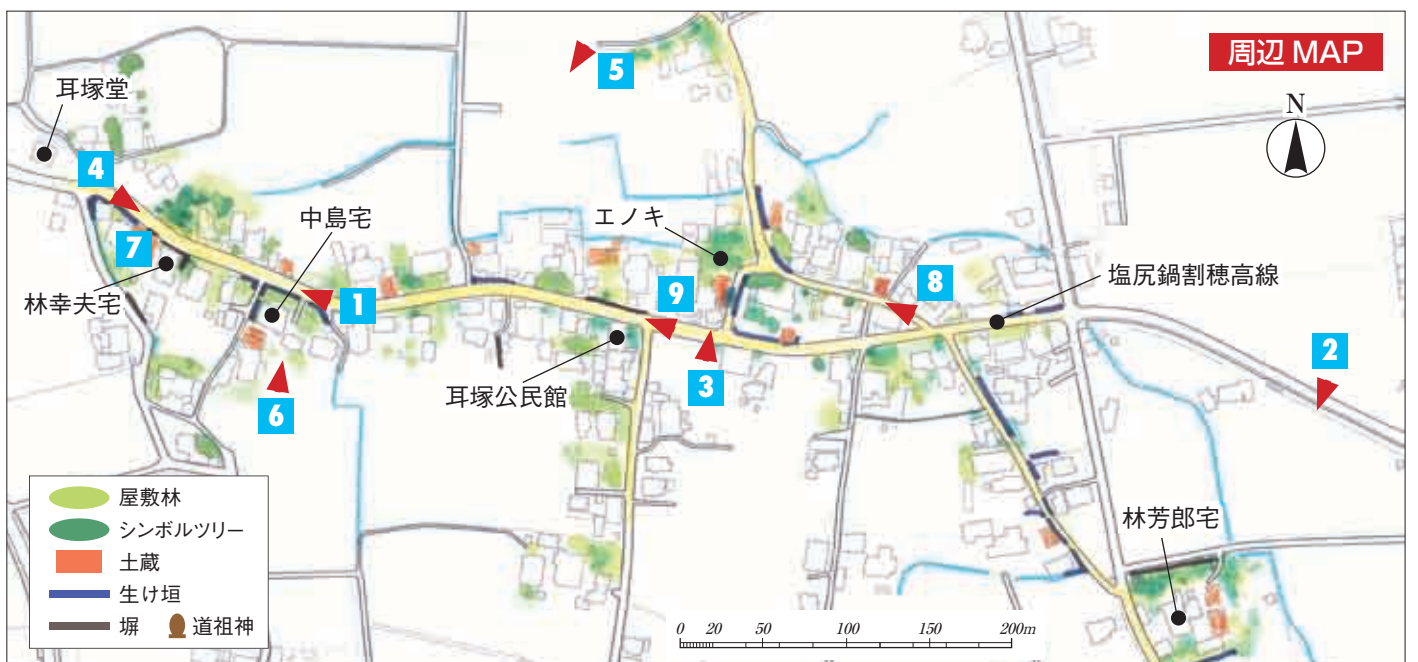 周辺 MAP
N
耳塚堂
5
4
中島宅
エノキ
7
8
塩尻鍋割穂高線
林幸夫宅
1
9
2
耳塚公民館
3
6
屋敷林
シンボルツリー
土蔵
生け垣
塀
道祖神
林芳郎宅
0 20 50 100 150 200m